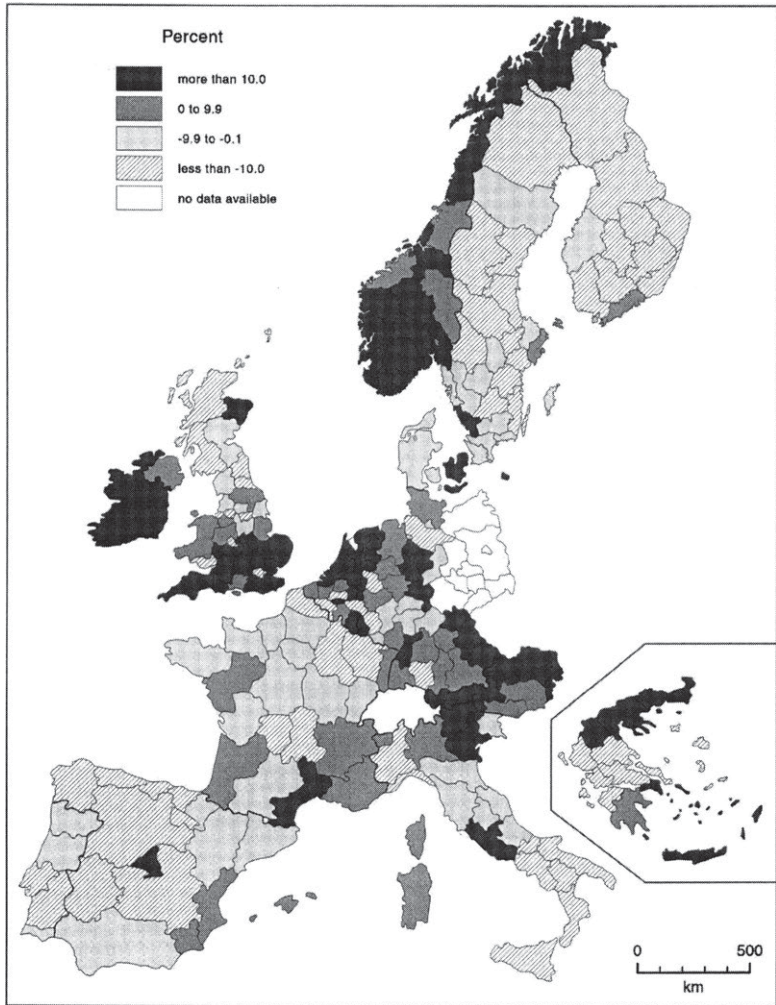 Percent
more than 10.0
0 to 9.9
-9.9 to -0.1
less than -10.0
no data available
0 500
km